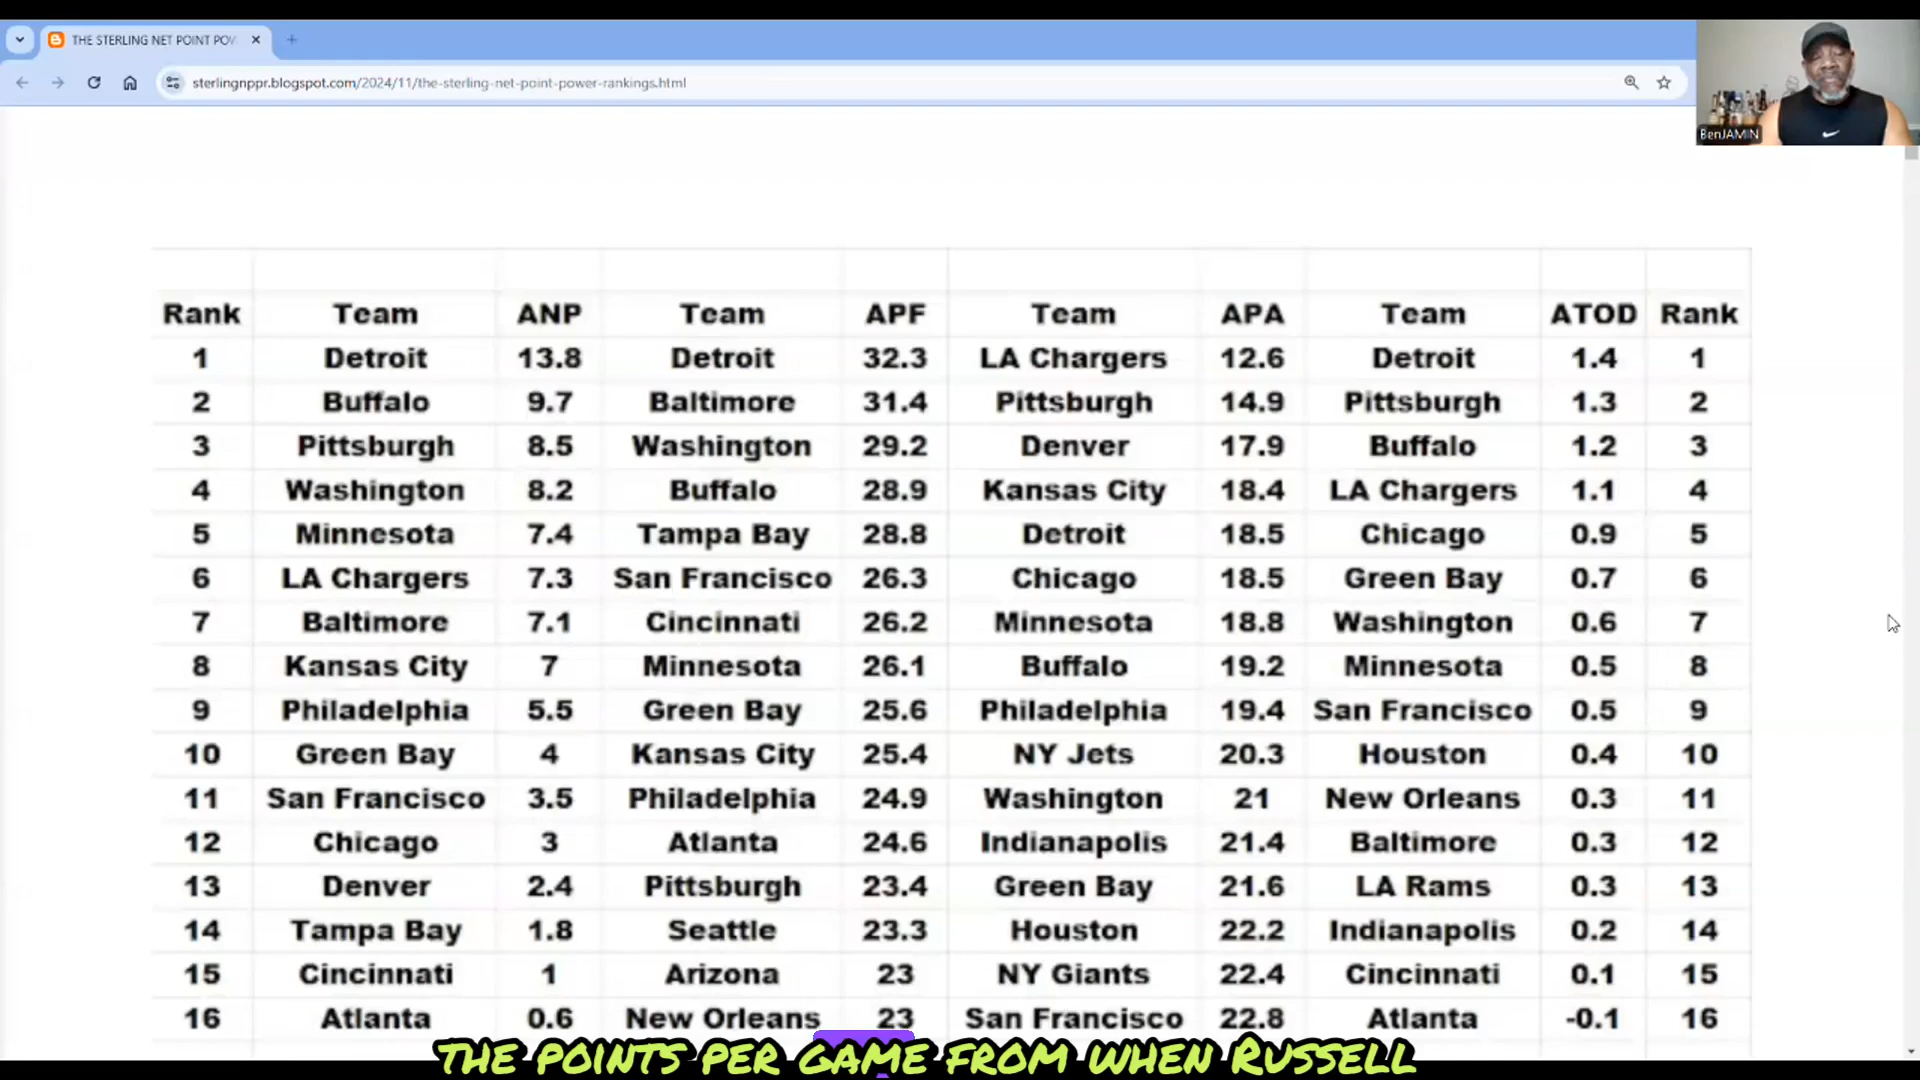 THE STERLING NET POINT POW
sterlingnppr.blogspot.com/2024/11/the-sterling-net-point-power-rankings.html
BenJAMIN
Rank Team ANP Team APF Team APA Team ATOD Rank
1 Detroit 13.8 Detroit 32.3 LA Chargers 12.6 Detroit 1.4 1
2 Buffalo 9.7 Baltimore 31.4 Pittsburgh 14.9 Pittsburgh 1.3 2
3 Pittsburgh 8.5 Washington 29.2 Denver 17.9 Buffalo 1.2 3
4 Washington 8.2 Buffalo 28.9 Kansas City 18.4 LA Chargers 1.1 4
5 Minnesota 7.4 Tampa Bay 28.8 Detroit 18.5 Chicago 0.9 5
6 LA Chargers 7.3 San Francisco 26.3 Chicago 18.5 Green Bay 0.7 6
7 Baltimore 7.1 Cincinnati 26.2 Minnesota 18.8 Washington 0.6 7
8 Kansas City 7 Minnesota 26.1 Buffalo 19.2 Minnesota 0.5 8
9 Philadelphia 5.5 Green Bay 25.6 Philadelphia 19.4 San Francisco 0.5 9
10 Green Bay 4 Kansas City 25.4 NY Jets 20.3 Houston 0.4 10
11 San Francisco 3.5 Philadelphia 24.9 Washington 21 New Orleans 0.3 11
12 Chicago 3 Atlanta 24.6 Indianapolis 21.4 Baltimore 0.3 12
13 Denver 2.4 Pittsburgh 23.4 Green Bay 21.6 LA Rams 0.3 13
14 Tampa Bay 1.8 Seattle 23.3 Houston 22.2 Indianapolis 0.2 14
15 Cincinnati 1 Arizona 23 NY Giants 22.4 Cincinnati 0.1 15
16 Atlanta 0.6 New Orleans 23 San Francisco 22.8 Atlanta -0.1 16
THE POINTS PER GAME FROM WHEN RUSSELL